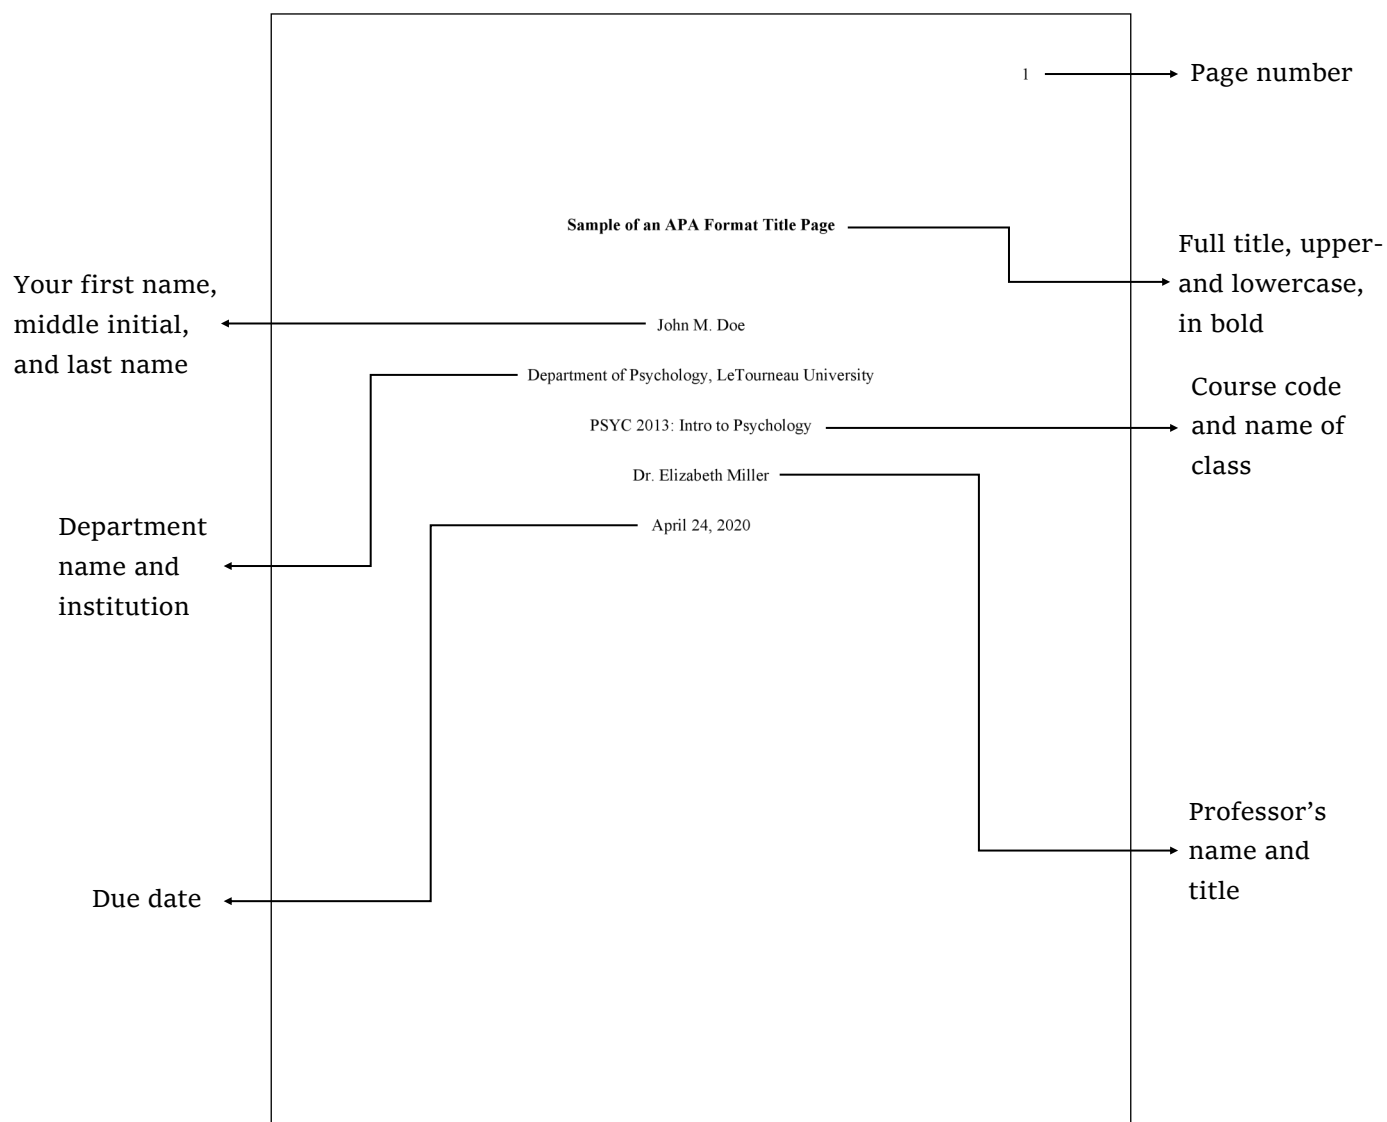 1
Page number
Sample of an APA Format Title Page
Full title, upper-
and lowercase,
in bold
Your first name,
middle initial,
and last name
John M. Doe
Department of Psychology, LeTourneau University
Course code
and name of
class
PSYC 2013: Intro to Psychology
Dr. Elizabeth Miller
April 24, 2020
Department
name and
institution
Professor’s
name and
title
Due date